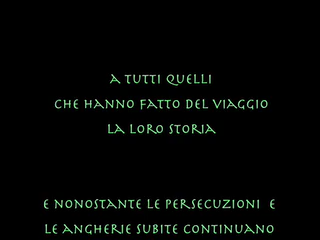 A TUTTI QUELLI
CHE HANNO FATTO DEL VIAGGIO
LA LORO STORIA
E NONOSTANTE LE PERSECUZIONI E
LE ANGHERIE SUBITE CONTINUANO